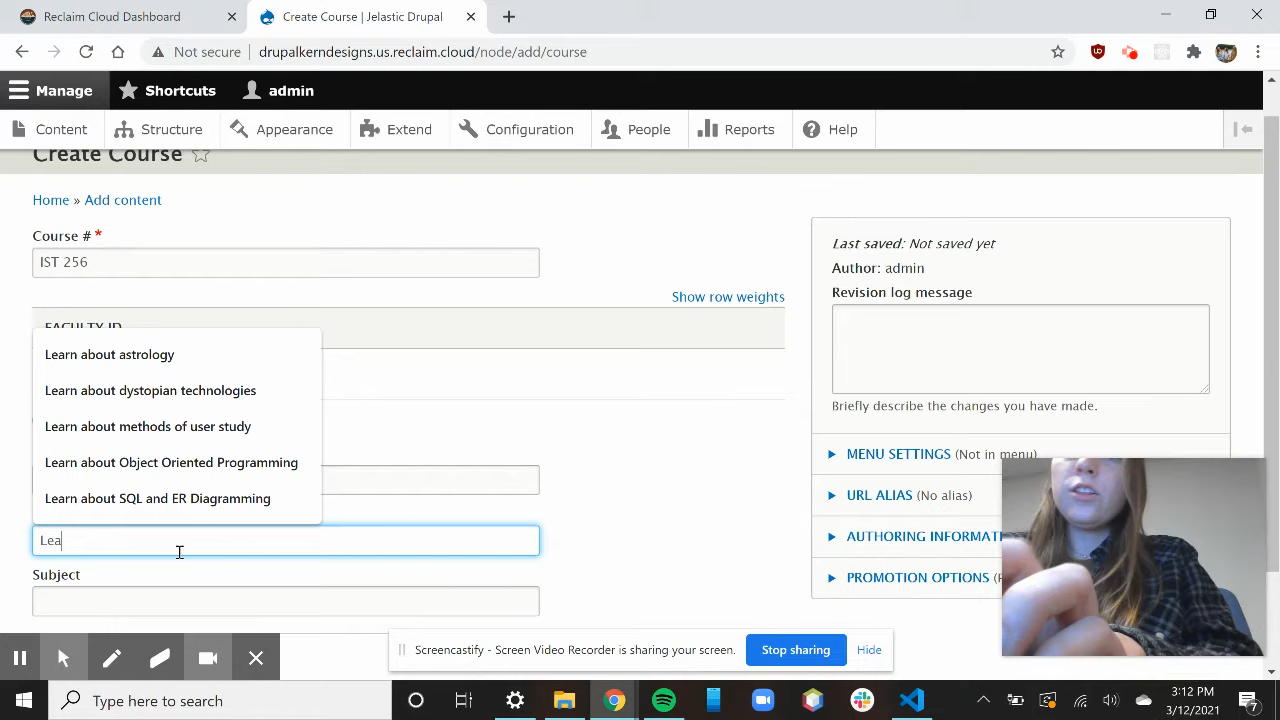 Reclaim Cloud Dashboard
Create Course | Jelastic Drupal
Not secure
drupalkerndesigns.us.reclaim.cloud/node/add/course
Manage
Shortcuts
admin
Content
Structure
Appearance
Extend
Configuration
People
Reports
Help
Create Course
Home » Add content
Course # *
IST 256
Show row weights
FACULTY ID
Learn about astrology
Learn about dystopian technologies
Learn about methods of user study
Learn about Object Oriented Programming
Learn about SQL and ER Diagramming
Lea
Subject
Last saved: Not saved yet
Author: admin
Revision log message
Briefly describe the changes you have made.
MENU SETTINGS (Not in menu)
URL ALIAS (No alias)
AUTHORING INFORMATI
PROMOTION OPTIONS (
Screencastify - Screen Video Recorder is sharing your screen.
Stop sharing
Hide
Type here to search
3:12 PM
3/12/2021
7